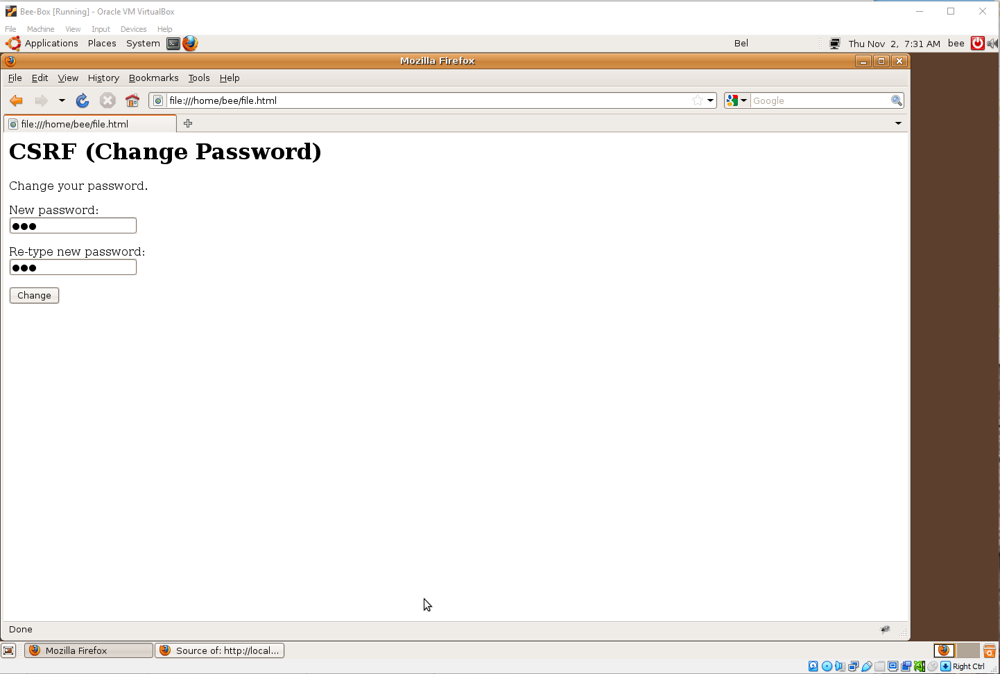 Bee-Box [Running] - Oracle VM VirtualBox
File Machine View Input Devices Help
Applications Places System Bel Thu Nov 2, 7:31 AM bee
Mozilla Firefox
File Edit View History Bookmarks Tools Help
file:///home/bee/file.html Google
file:///home/bee/file.html
CSRF (Change Password)
Change your password.
New password:
●●●
Re-type new password:
●●●
Change
Done
Mozilla Firefox Source of: http://local...
Right Ctrl